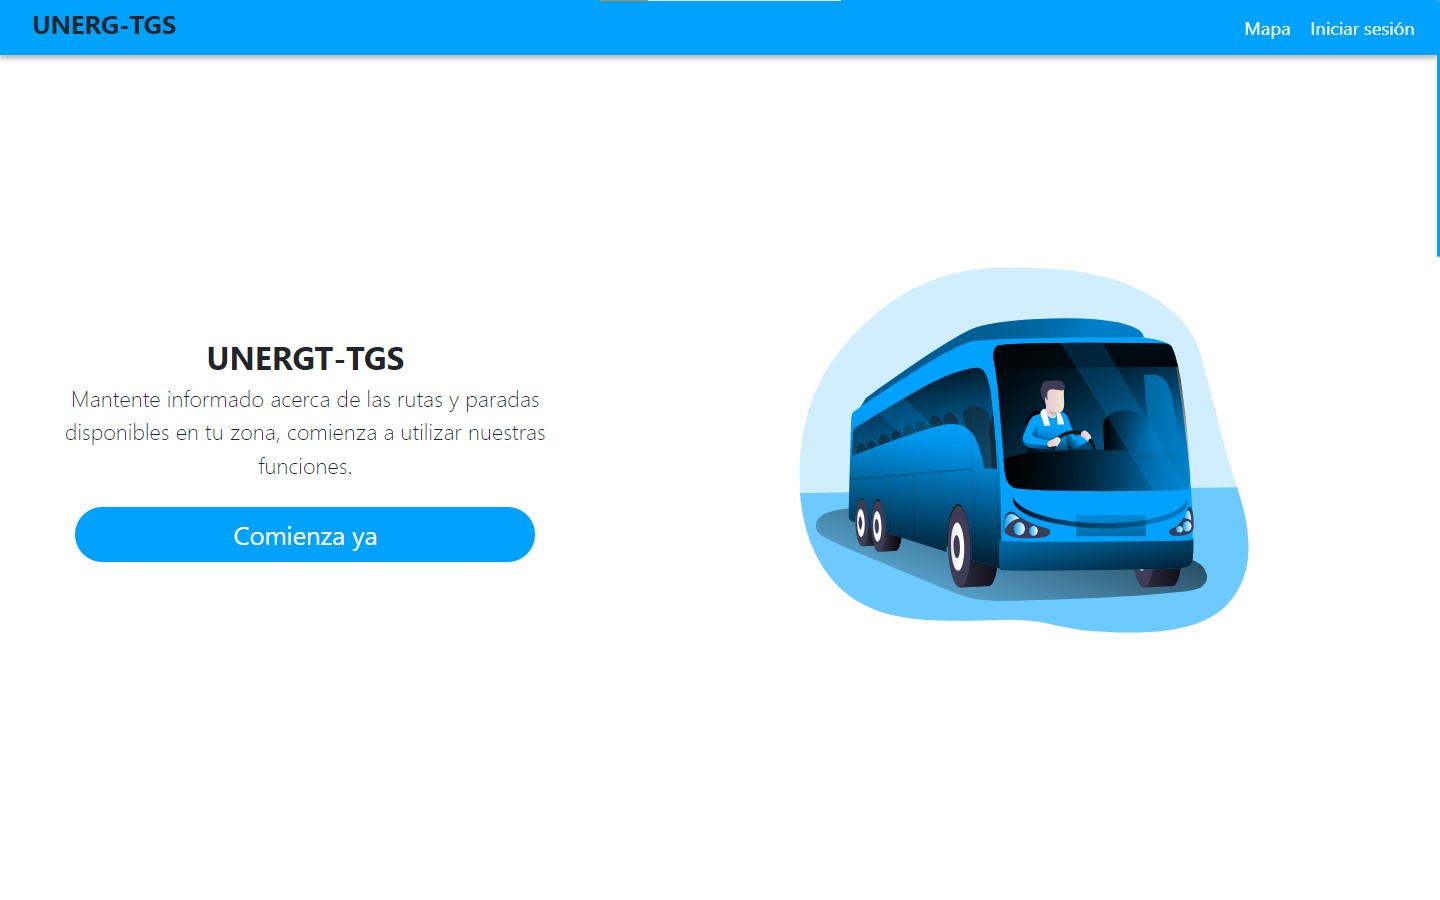 UNERG-TGS
Mapa
Iniciar sesión
UNERGT-TGS
Mantente informado acerca de las rutas y paradas
disponibles en tu zona, comienza a utilizar nuestras
funciones.
Comienza ya